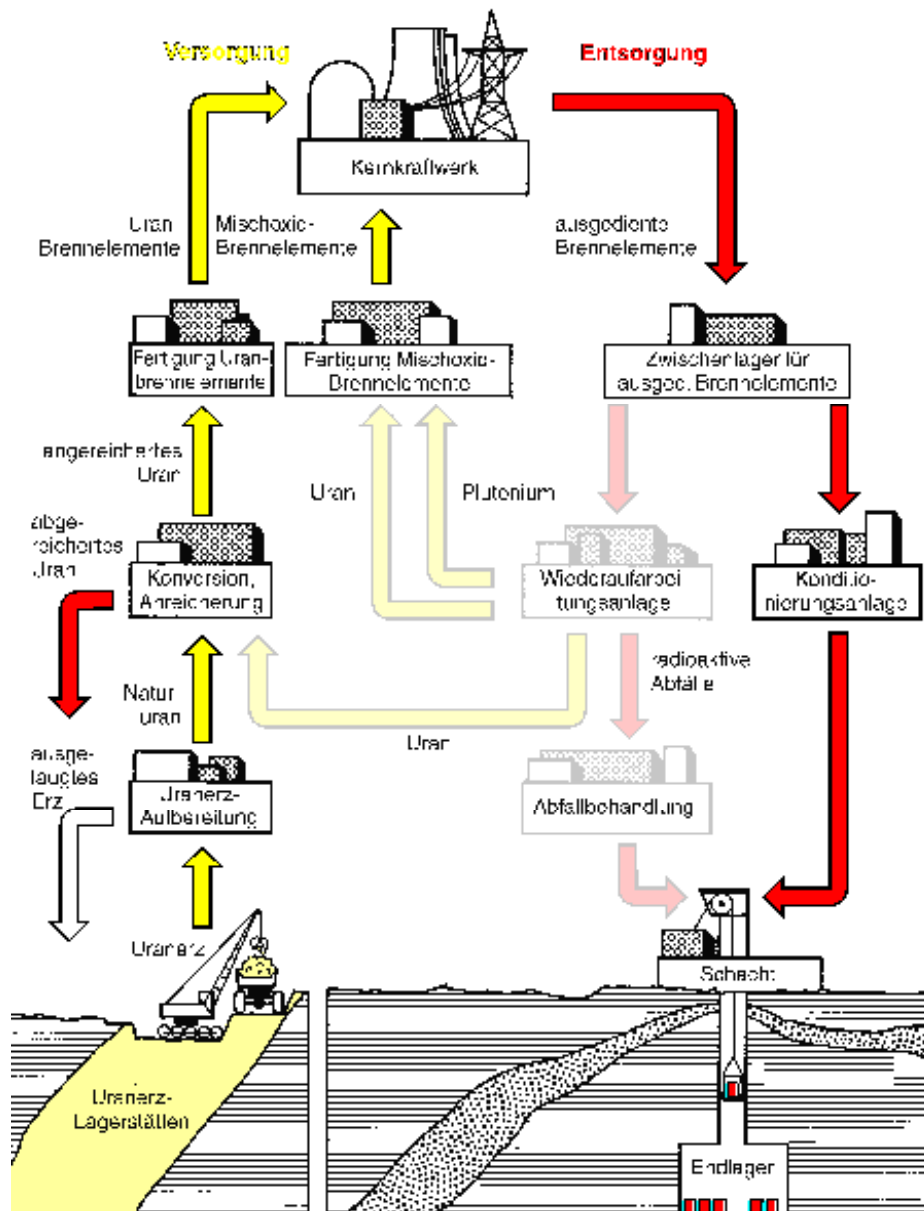 Versorgung
Entsorgung
Kernkraftwerk
Uran
Brennelemente
Mischoxid-
Brennelemente
ausgediente
Brennelemente
Fertigung Uran-
brennelemente
Fertigung Mischoxid-
Brennelemente
Zwischenlager für
ausged. Brennelemente
angereichertes
Uran
Uran
Plutonium
abge-
reichertes
Uran
Konversion,
Anreicherung
Wiederaufarbei
tungsanlage
Konditio-
nierungsanlage
Natur
uran
radioaktive
Abfälle
Uran
ausge-
laugtes
Erz
Uranerz-
Aufbereitung
Abfallbehandlung
Uranerz
Schacht
Uranerz-
Lagerstätten
Endlager